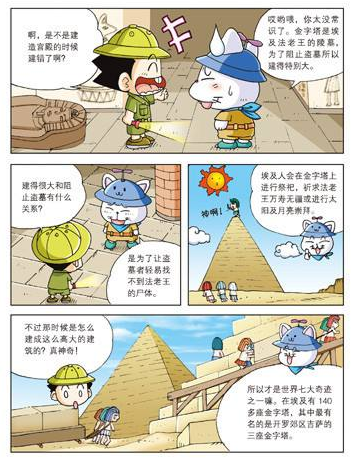 啊，是不是建
造宫殿的时候
建错了啊？
哎哟喂，你太没常
识了。金字塔是埃
及法老王的陵墓，
为了阻止盗墓所以
建得特别大。
建得很大和阻
止盗墓有什么
关系？
是为了让盗
墓者轻易找
不到法老王
的尸体。
埃及人会在金字塔上
进行祭祀，祈求法老
王万寿无疆或进行太
阳及月亮崇拜。
不过那时候是怎么
建成这么高大的建
筑的？真神奇！
所以才是世界七大奇迹
之一嘛。在埃及有 140
多座金字塔，其中最有
名的是开罗郊区吉萨的
三座金字塔。